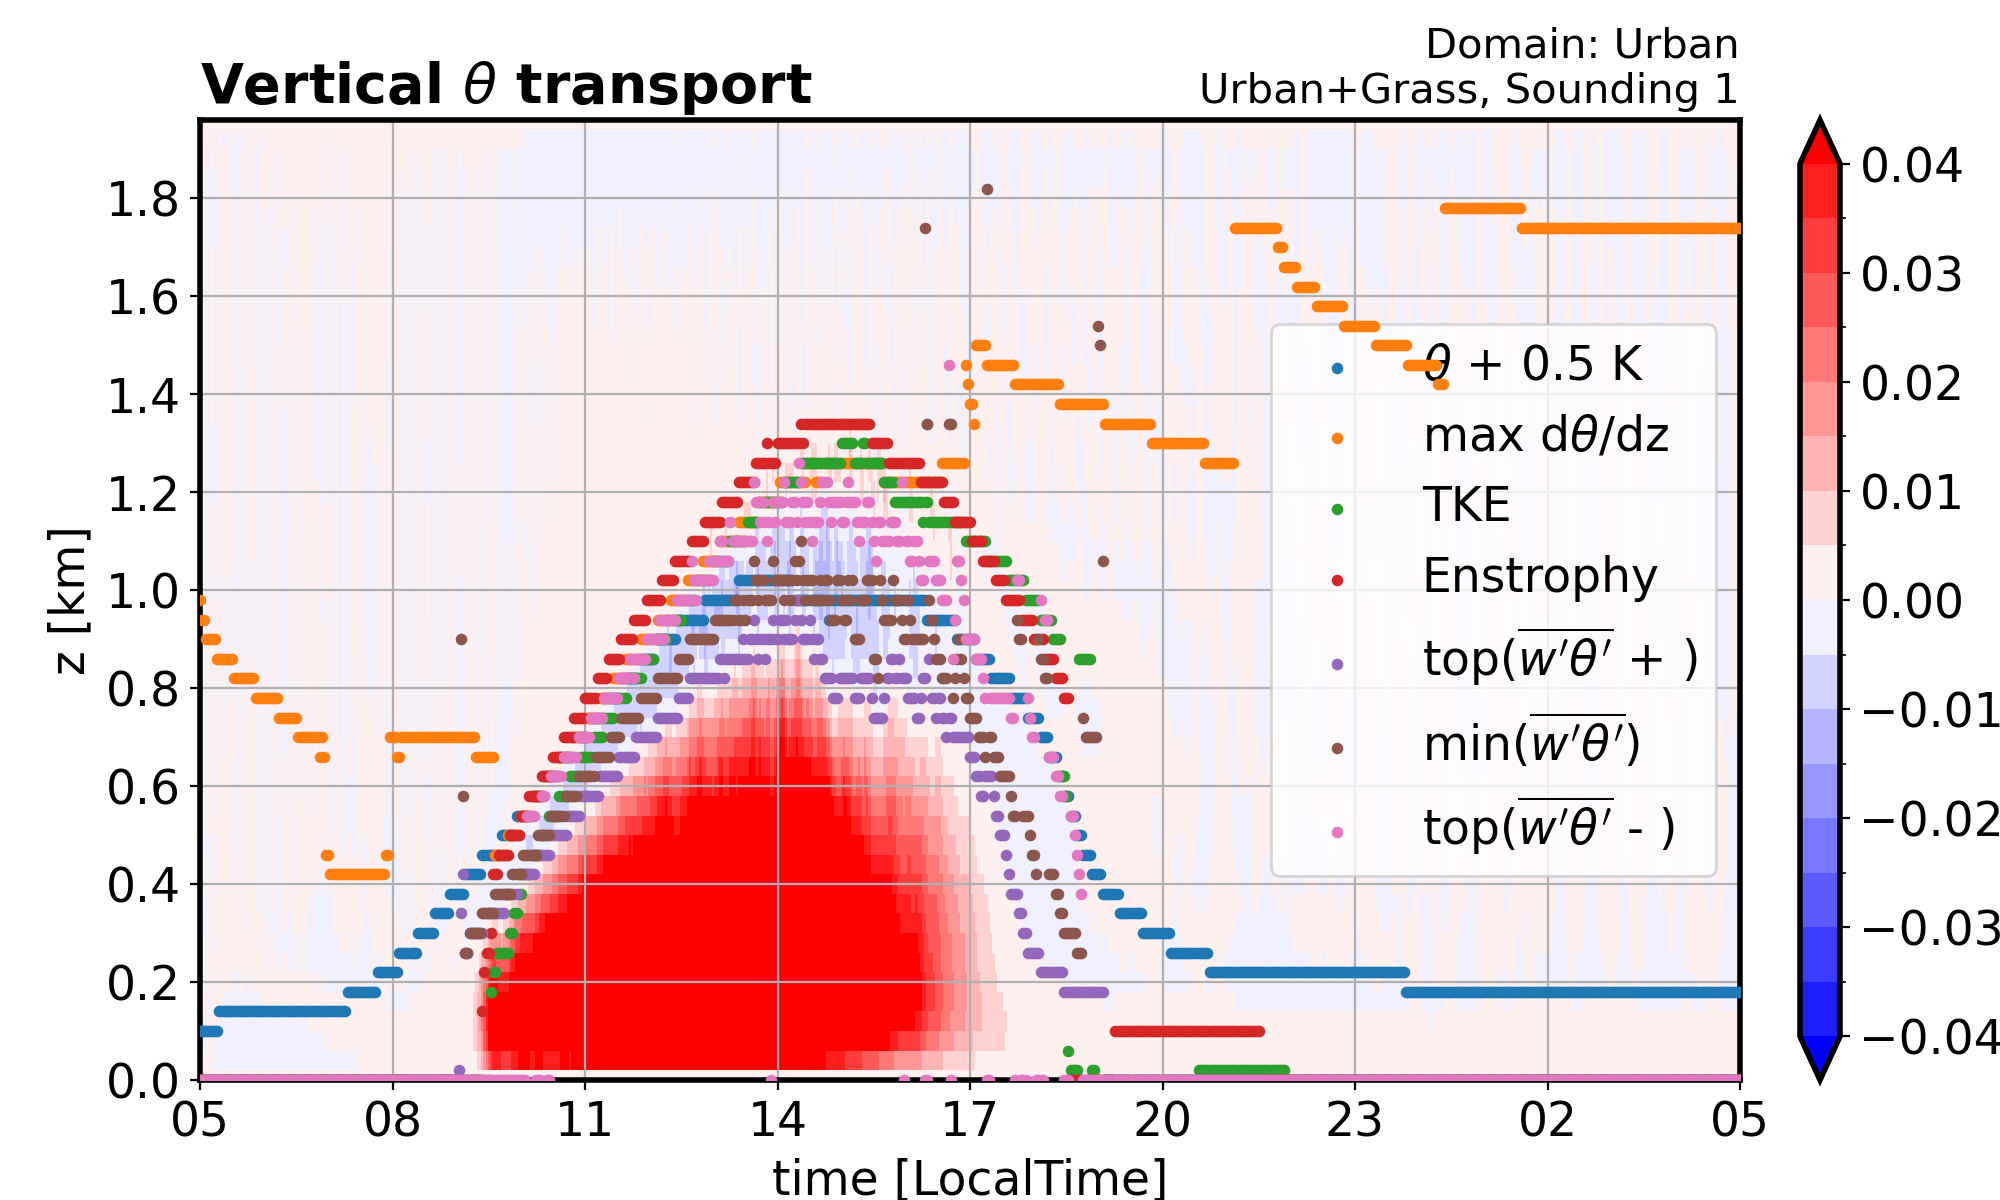 Domain: Urban
Vertical θ transport
Urban+Grass, Sounding 1
z [km]
1.8
1.6
1.4
1.2
1.0
0.8
0.6
0.4
0.2
0.0
05 08 11 14 17 20 23 02 05
time [LocalTime]
θ + 0.5 K
max dθ/dz
TKE
Enstrophy
top(w′θ′ + )
min(w′θ′)
top(w′θ′ - )
0.04
0.03
0.02
0.01
0.00
−0.01
−0.02
−0.03
−0.04